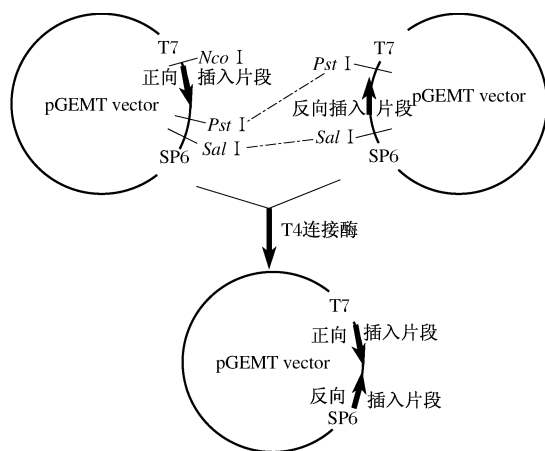 T7
Nco I
正向 插入片段
pGEMT vector
Pst I
Sal I
SP6
T7
Pst I
pGEMT vector
反向插入片段
Sal I
SP6
T4连接酶
T7
正向 插入片段
pGEMT vector
反向 插入片段
SP6